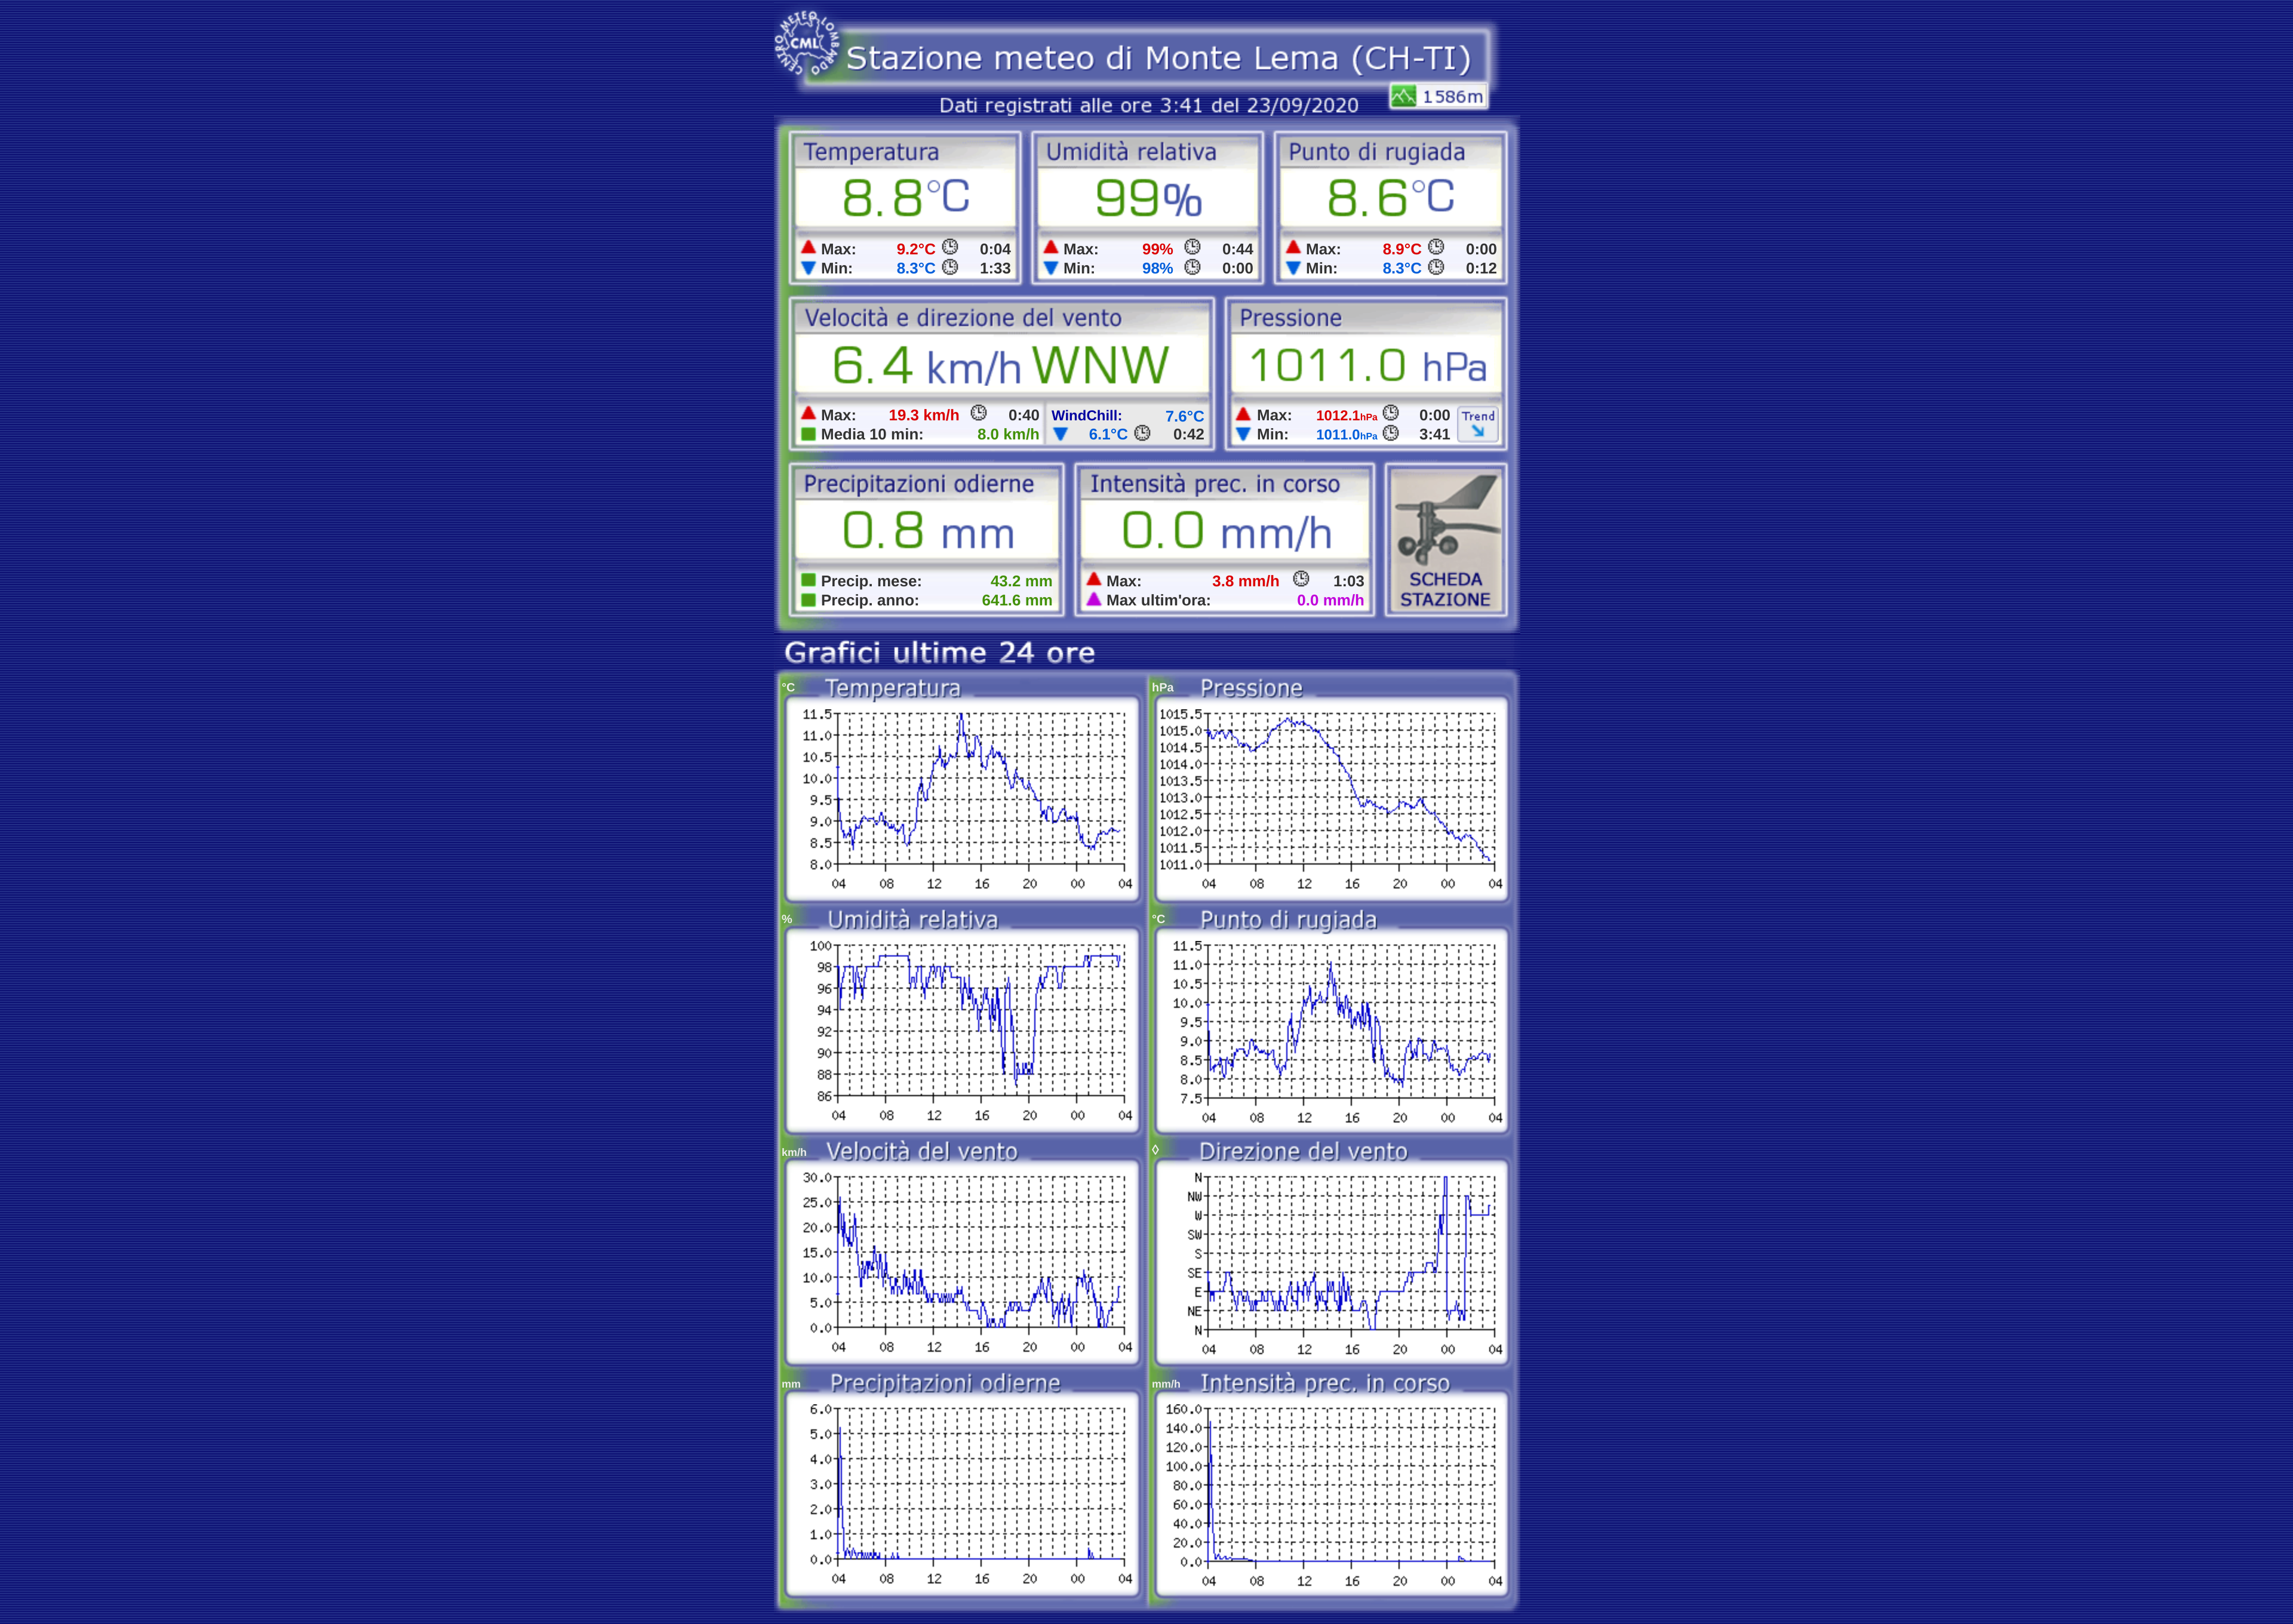 CENTRO METEO LOMBARDO
CML
Stazione meteo di Monte Lema (CH-TI)
1586m
Dati registrati alle ore 3:41 del 23/09/2020
Temperatura
8.8°C
Max: 9.2°C 0:04
Min: 8.3°C 1:33
Umidità relativa
99%
Max: 99% 0:44
Min: 98% 0:00
Punto di rugiada
8.6°C
Max: 8.9°C 0:00
Min: 8.3°C 0:12
Velocità e direzione del vento
6.4 km/h WNW
Max: 19.3 km/h 0:40
Media 10 min: 8.0 km/h
WindChill: 7.6°C
6.1°C 0:42
Pressione
1011.0 hPa
Max: 1012.1hPa 0:00
Min: 1011.0hPa 3:41
Trend
Precipitazioni odierne
0.8 mm
Precip. mese: 43.2 mm
Precip. anno: 641.6 mm
Intensità prec. in corso
0.0 mm/h
Max: 3.8 mm/h 1:03
Max ultim'ora: 0.0 mm/h
SCHEDA
STAZIONE
Grafici ultime 24 ore
°C Temperatura
11.5
11.0
10.5
10.0
9.5
9.0
8.5
8.0
04 08 12 16 20 00 04
hPa Pressione
1015.5
1015.0
1014.5
1014.0
1013.5
1013.0
1012.5
1012.0
1011.5
1011.0
04 08 12 16 20 00 04
% Umidità relativa
100
98
96
94
92
90
88
86
04 08 12 16 20 00 04
°C Punto di rugiada
11.5
11.0
10.5
10.0
9.5
9.0
8.5
8.0
7.5
04 08 12 16 20 00 04
km/h Velocità del vento
30.0
25.0
20.0
15.0
10.0
5.0
0.0
04 08 12 16 20 00 04
◊ Direzione del vento
N
NW
W
SW
S
SE
E
NE
N
04 08 12 16 20 00 04
mm Precipitazioni odierne
6.0
5.0
4.0
3.0
2.0
1.0
0.0
04 08 12 16 20 00 04
mm/h Intensità prec. in corso
160.0
140.0
120.0
100.0
80.0
60.0
40.0
20.0
0.0
04 08 12 16 20 00 04